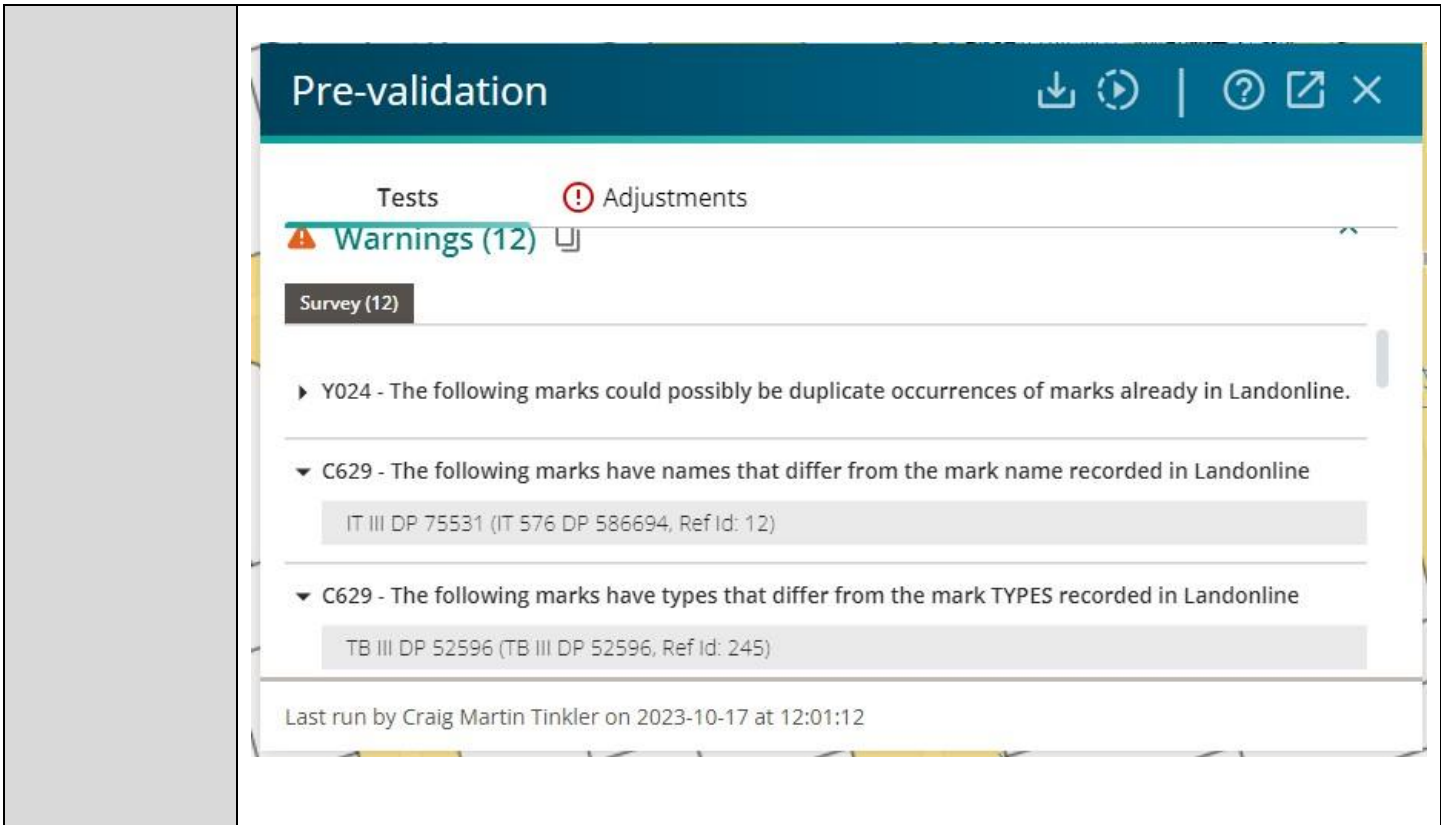 Pre-validation
Tests
Adjustments
Warnings (12)
Survey (12)
Y024 - The following marks could possibly be duplicate occurrences of marks already in Landonline.
C629 - The following marks have names that differ from the mark name recorded in Landonline
IT III DP 75531 (IT 576 DP 586694, Ref Id: 12)
C629 - The following marks have types that differ from the mark TYPES recorded in Landonline
TB III DP 52596 (TB III DP 52596, Ref Id: 245)
Last run by Craig Martin Tinkler on 2023-10-17 at 12:01:12